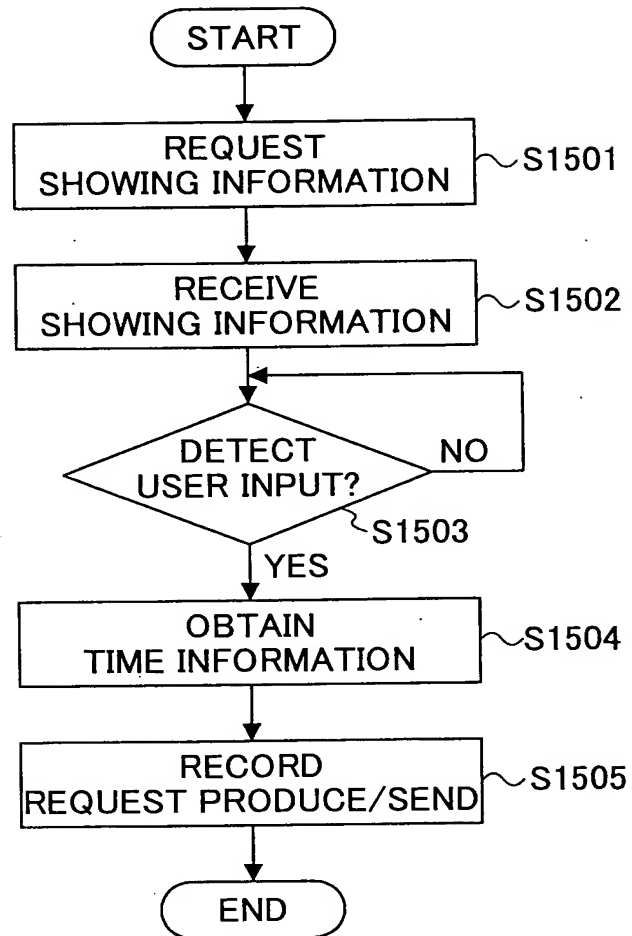 START
REQUEST
SHOWING INFORMATION
S1501
RECEIVE
SHOWING INFORMATION
S1502
DETECT
USER INPUT?
NO
S1503
YES
OBTAIN
TIME INFORMATION
S1504
RECORD
REQUEST PRODUCE/SEND
S1505
END